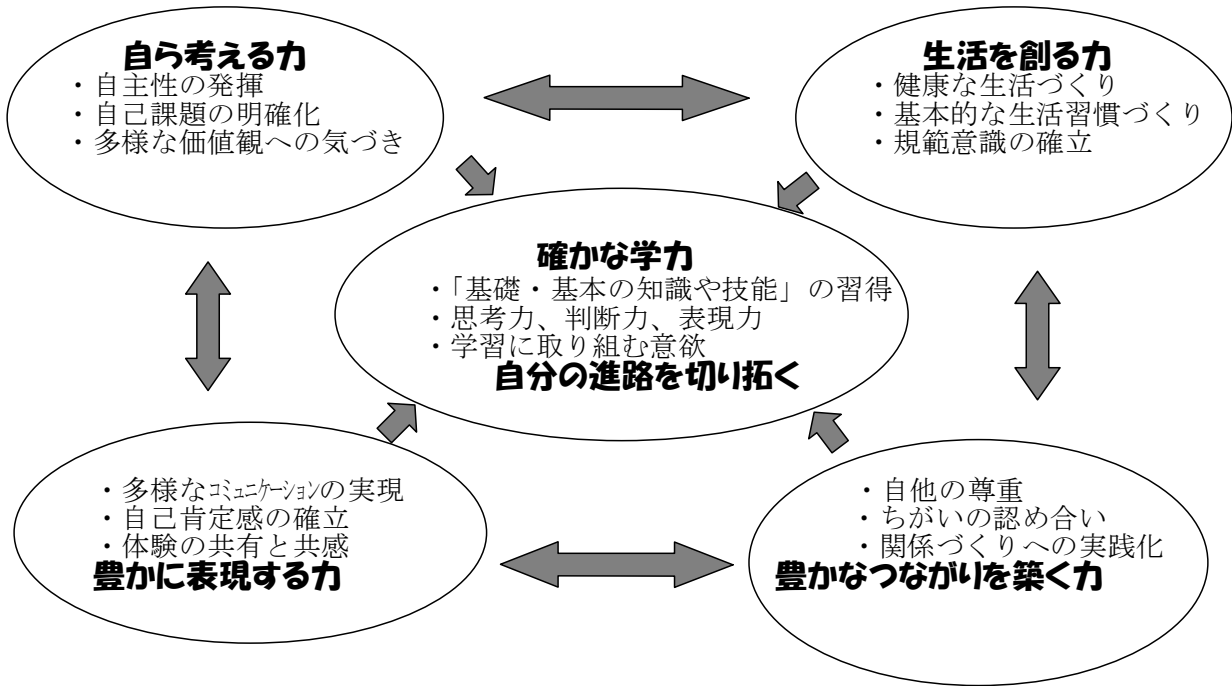 自ら考える力
・自主性の発揮
・自己課題の明確化
・多様な価値観への気づき
生活を創る力
・健康な生活づくり
・基本的な生活習慣づくり
・規範意識の確立
確かな学力
・「基礎・基本の知識や技能」の習得
・思考力、判断力、表現力
・学習に取り組む意欲
自分の進路を切り拓く
・多様なｺﾐｭﾆｹｰｼｮﾝの実現
・自己肯定感の確立
・体験の共有と共感
豊かに表現する力
・自他の尊重
・ちがいの認め合い
・関係づくりへの実践化
豊かなつながりを築く力